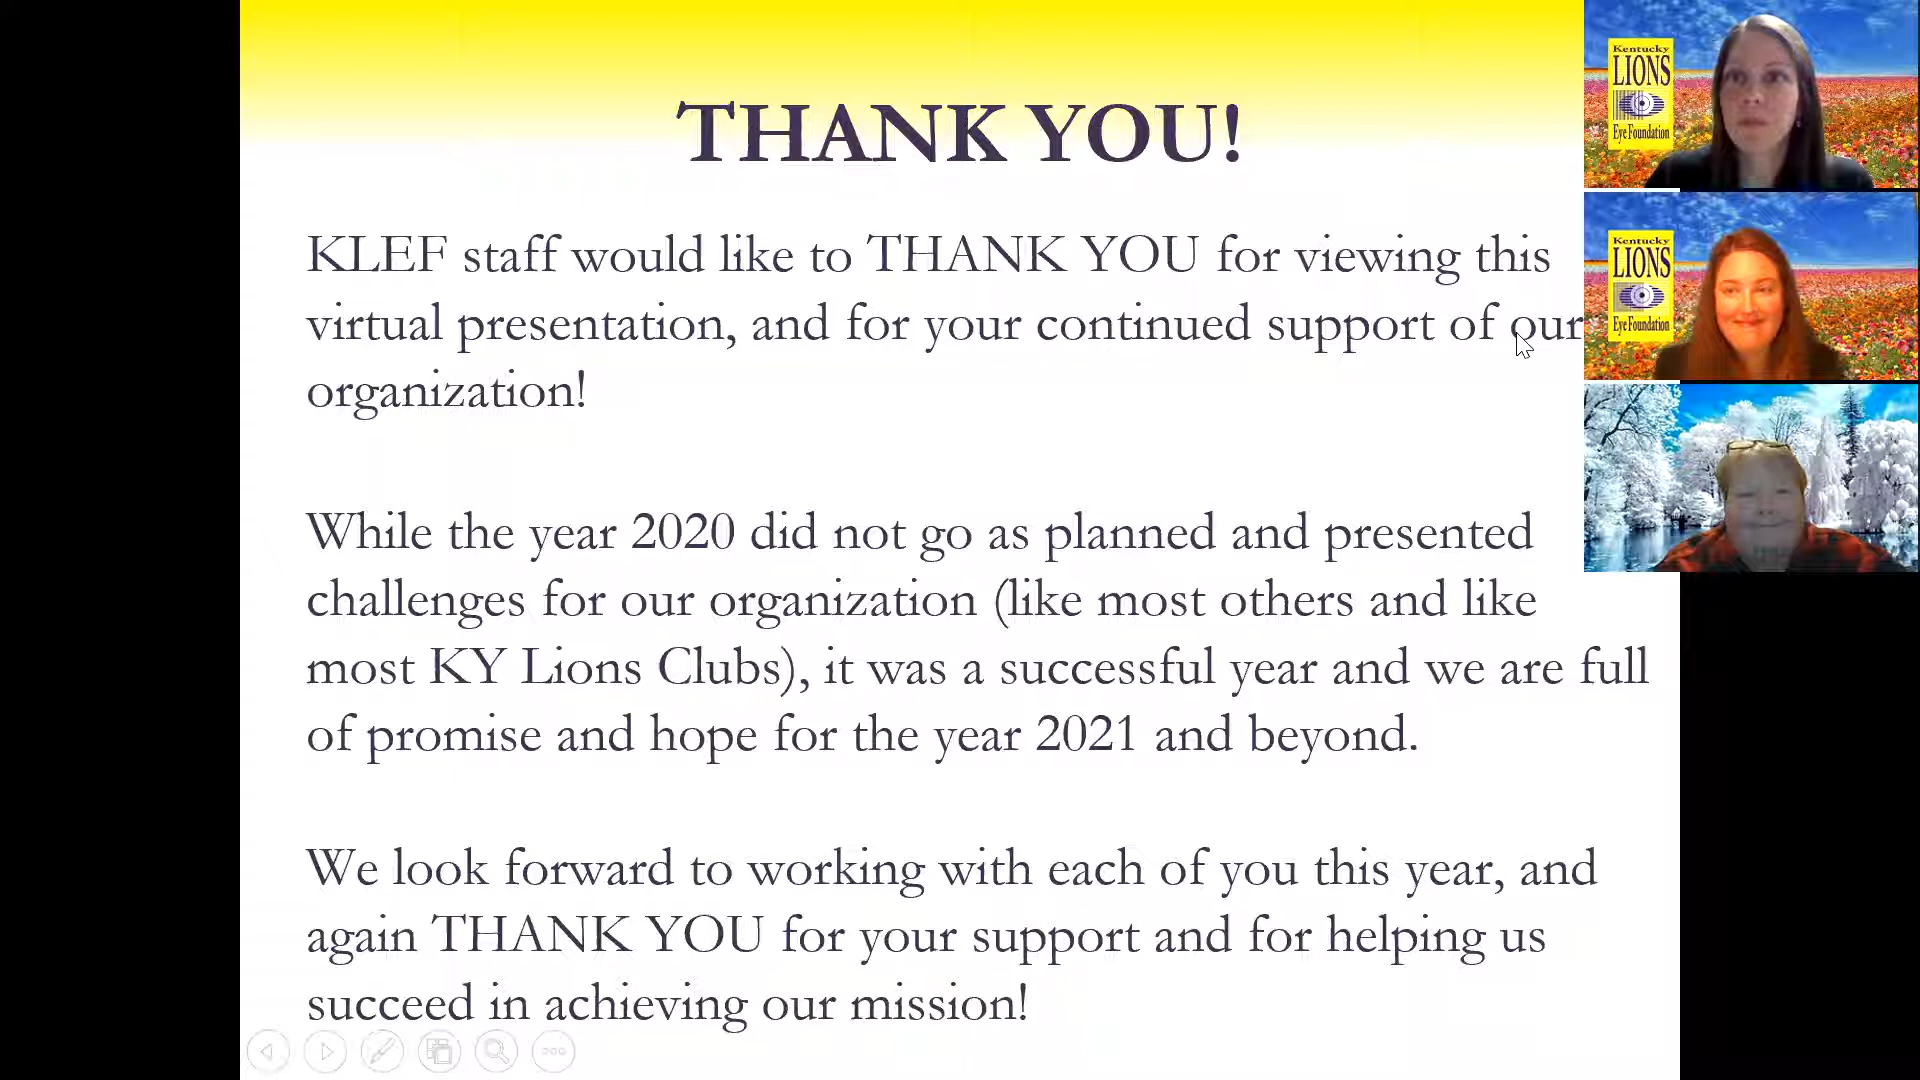 THANK YOU!
KLEF staff would like to THANK YOU for viewing this
virtual presentation, and for your continued support of our
organization!
While the year 2020 did not go as planned and presented
challenges for our organization (like most others and like
most KY Lions Clubs), it was a successful year and we are full
of promise and hope for the year 2021 and beyond.
We look forward to working with each of you this year, and
again THANK YOU for your support and for helping us
succeed in achieving our mission!
Kentucky
LIONS
Eye Foundation
Kentucky
LIONS
Eye Foundation